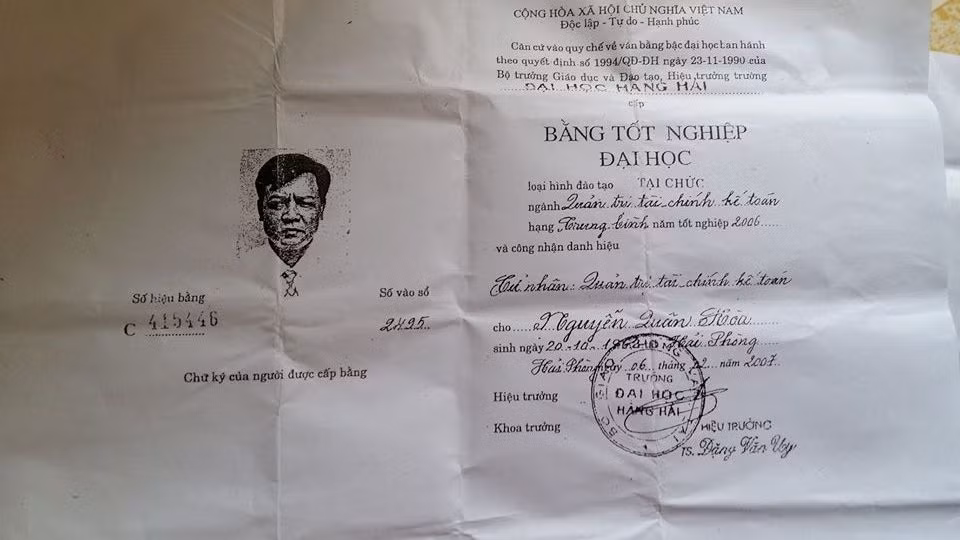 CỘNG HÒA XÃ HỘI CHỦ NGHĨA VIỆT NAM
Độc lập - Tự do - Hạnh phúc
Căn cứ vào quy chế về văn bằng bậc đại học ban hành
theo quyết định số 1994/QĐ-ĐH ngày 23-11-1990 của
Bộ trưởng Giáo dục và Đào tạo, Hiệu trưởng trường
ĐẠI HỌC HÀNG HẢI
cấp
BẰNG TỐT NGHIỆP
ĐẠI HỌC
loại hình đào tạo TẠI CHỨC
ngành Quản trị tài chính kế toán
hạng Trung bình năm tốt nghiệp 2006
và công nhận danh hiệu
Cử nhân: Quản trị tài chính kế toán
cho Nguyễn Xuân Hòa
sinh ngày 20-10- Hải Phòng
Hải Phòng ngày 06 tháng 02 năm 2007
Hiệu trưởng
Khoa trưởng
TRƯỜNG
ĐẠI HỌC
HÀNG HẢI
HIỆU TRƯỞNG
TS. Đặng Văn Uy
Số hiệu bằng
C 415446
Số vào sổ
2495
Chữ ký của người được cấp bằng